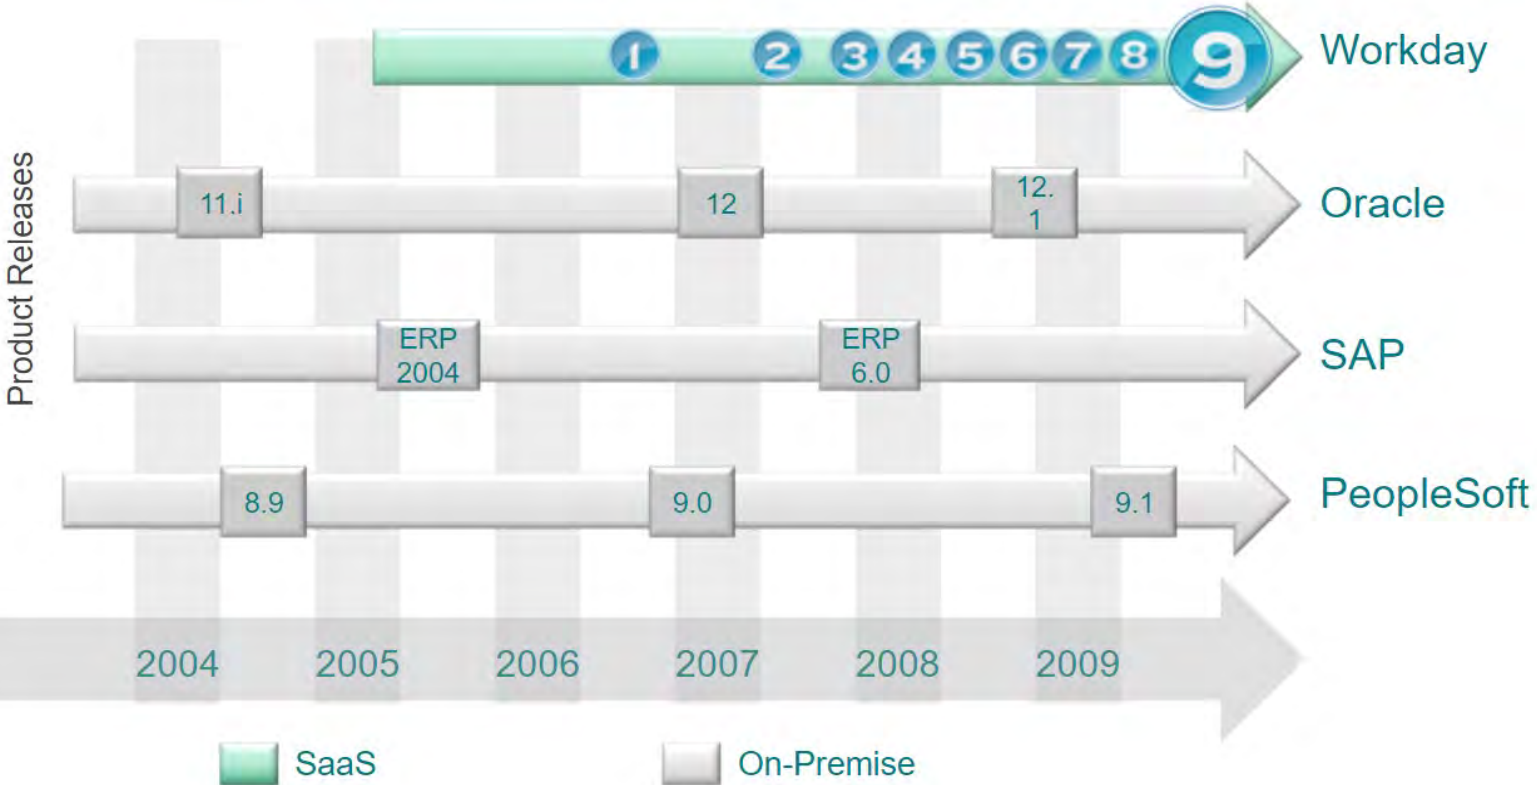 1 2 3 4 5 6 7 8 9 Workday
Product Releases
11.i 12 12.
1
Oracle
ERP
2004
ERP
6.0
SAP
8.9 9.0 9.1 PeopleSoft
2004 2005 2006 2007 2008 2009
SaaS On-Premise